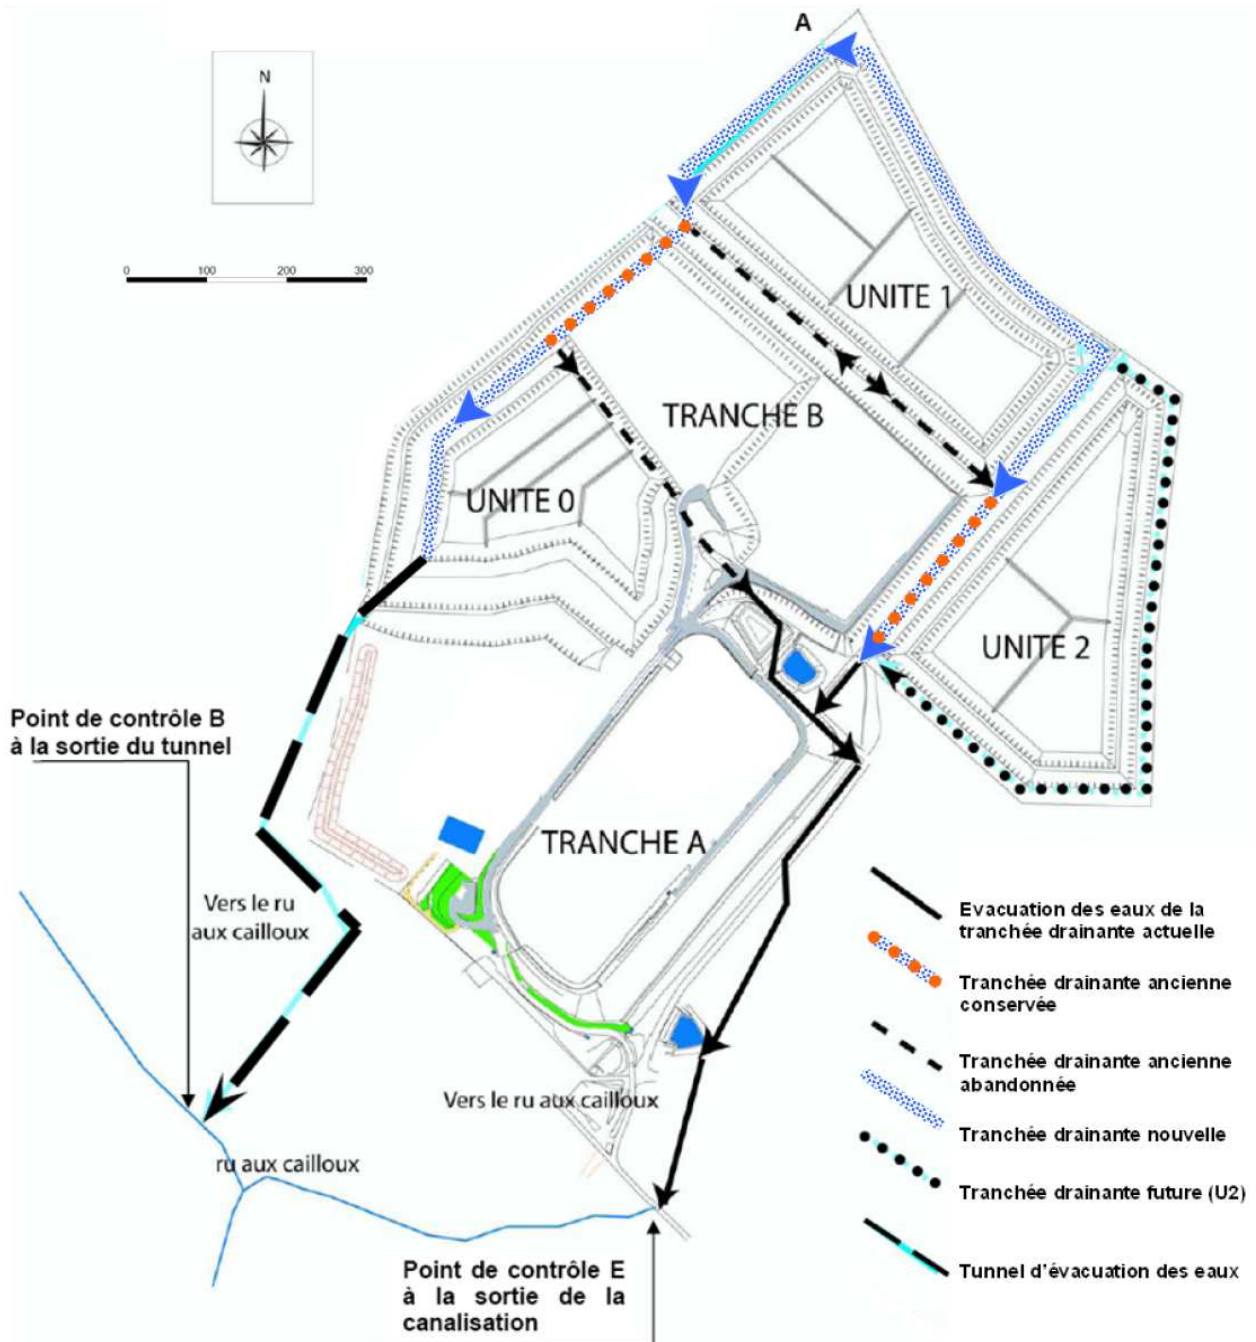 A
N
0 100 200 300
UNITE 1
TRANCHE B
UNITE 0
UNITE 2
Point de contrôle B
à la sortie du tunnel
TRANCHE A
Vers le ru
aux cailloux
Vers le ru aux cailloux
ru aux cailloux
Point de contrôle E
à la sortie de la
canalisation
Evacuation des eaux de la
tranchée drainante actuelle
Tranchée drainante ancienne
conservée
Tranchée drainante ancienne
abandonnée
Tranchée drainante nouvelle
Tranchée drainante future (U2)
Tunnel d'évacuation des eaux